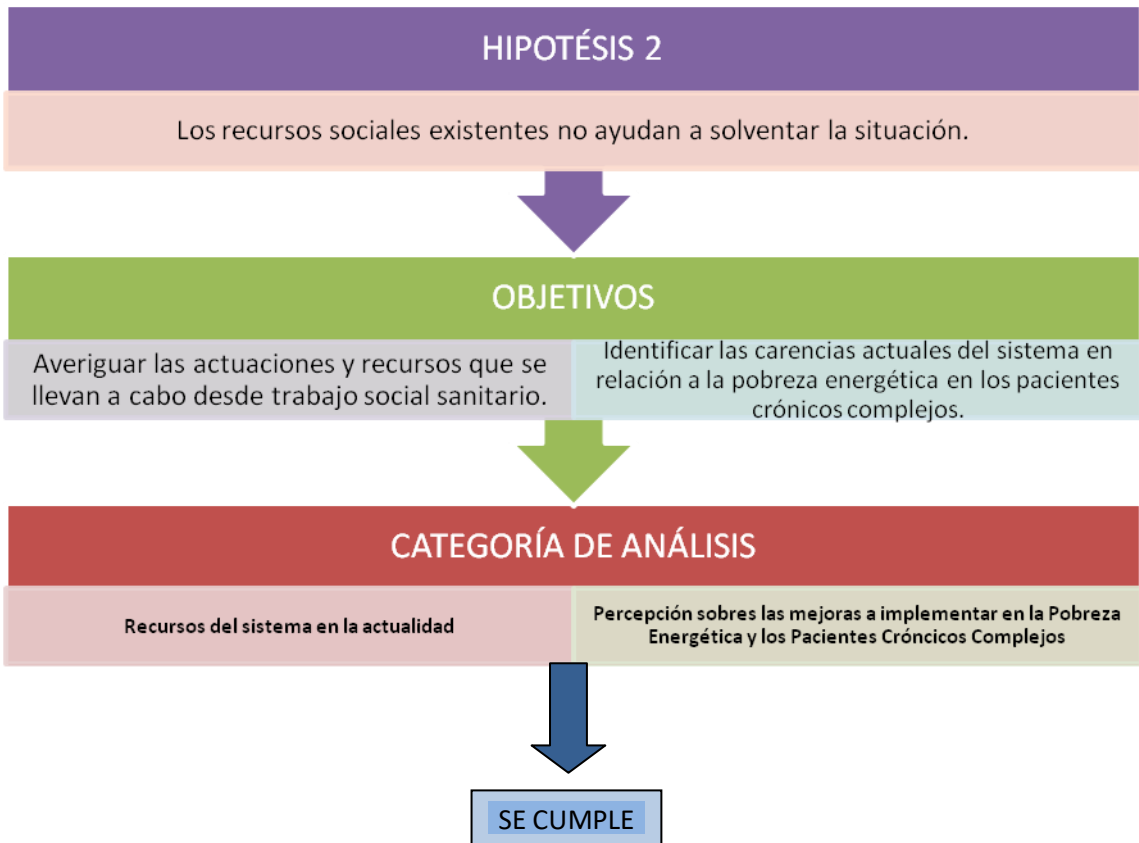 HIPOTÉSIS 2
Los recursos sociales existentes no ayudan a solventar la situación.
OBJETIVOS
Averiguar las actuaciones y recursos que se
llevan a cabo desde trabajo social sanitario.
Identificar las carencias actuales del sistema en
relación a la pobreza energética en los pacientes
crónicos complejos.
CATEGORÍA DE ANÁLISIS
Recursos del sistema en la actualidad
Percepción sobres las mejoras a implementar en la Pobreza
Energética y los Pacientes Cróncicos Complejos
SE CUMPLE